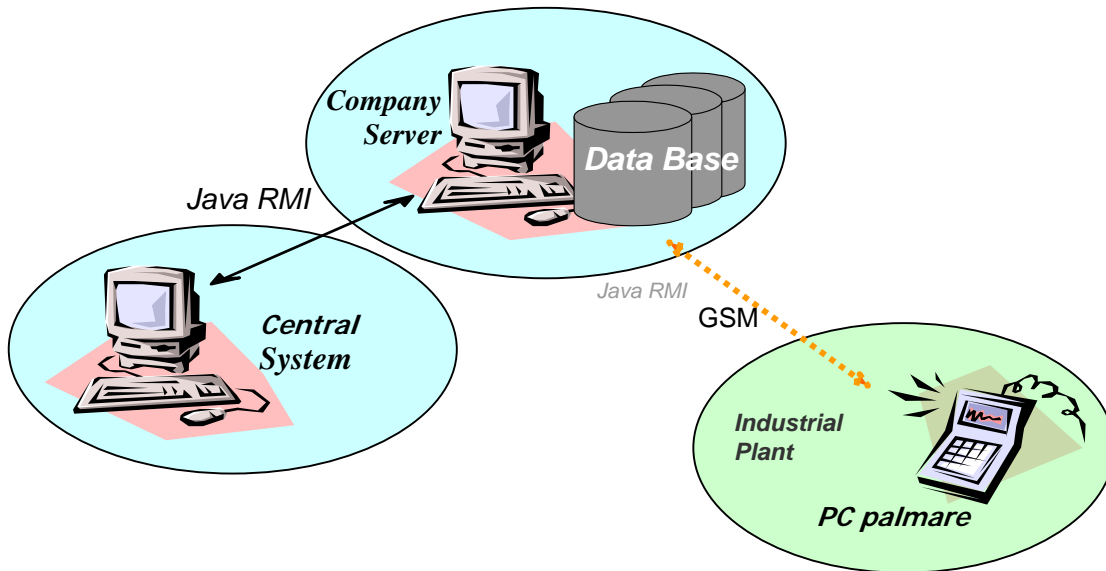 Company
Server
Data Base
Java RMI
Java RMI
GSM
Central
System
Industrial
Plant
PC palmare